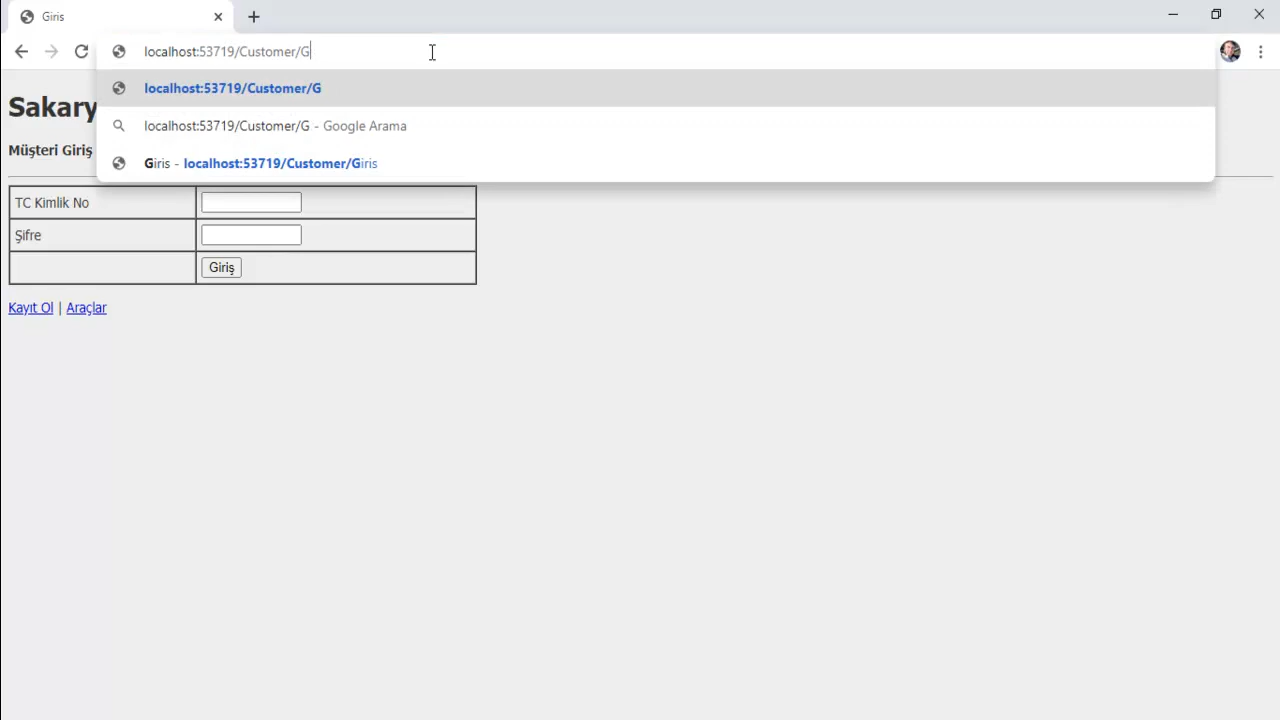 Giris
localhost:53719/Customer/G
localhost:53719/Customer/G
localhost:53719/Customer/G - Google Arama
Giris - localhost:53719/Customer/Giris
Sakary
Müşteri Giriş
TC Kimlik No
Şifre
Giriş
Kayıt Ol | Araçlar